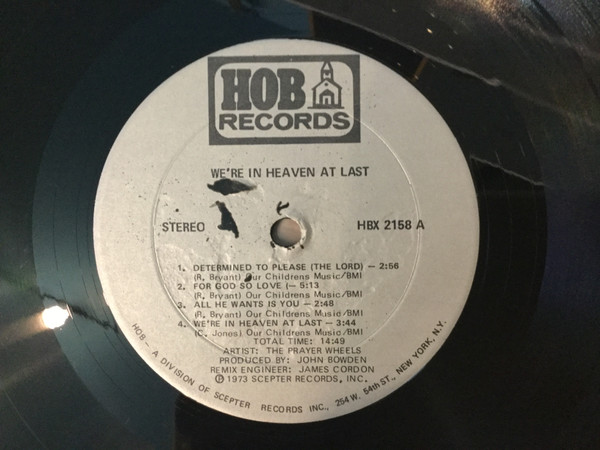 HOB
RECORDS
WE'RE IN HEAVEN AT LAST
STEREO HBX 2158 A
1. DETERMINED TO PLEASE (THE LORD) — 2:56
(R. Bryant) Our Childrens Music/BMI
2. FOR GOD SO LOVE (— 5:13
(R. Bryant) Our Childrens Music/BMI
3. ALL HE WANTS IS YOU — 2:48
(R. Bryant) Our Childrens Music/BMI
4. WE'RE IN HEAVEN AT LAST — 3:44
(C. Jones) Our Childrens Music/BMI
TOTAL TIME: 14:49
ARTIST: THE PRAYER WHEELS
PRODUCED BY: JOHN BOWDEN
REMIX ENGINEER: JAMES CORDON
℗ 1973 SCEPTER RECORDS, INC.
HOB — A DIVISION OF SCEPTER RECORDS INC., 254 W. 54th ST., NEW YORK, N.Y.